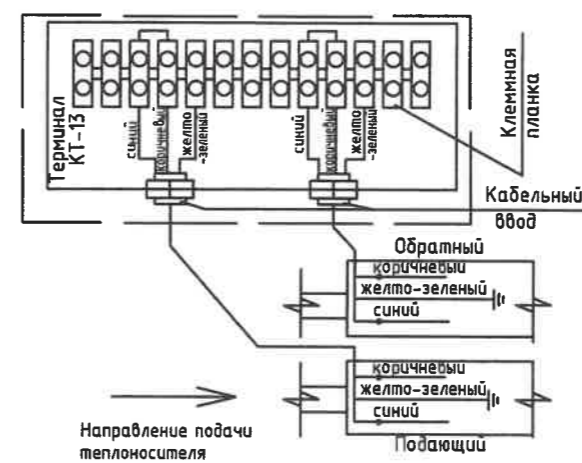 Терминал
КТ-13
синий
коричневый
желто
-зеленый
синий
коричневый
желто
-зеленый
Клеммная
планка
Кабельный
ввод
Обратный
коричневый
желто-зеленый
синий
коричневый
желто-зеленый
синий
Подающий
Направление подачи
теплоносителя